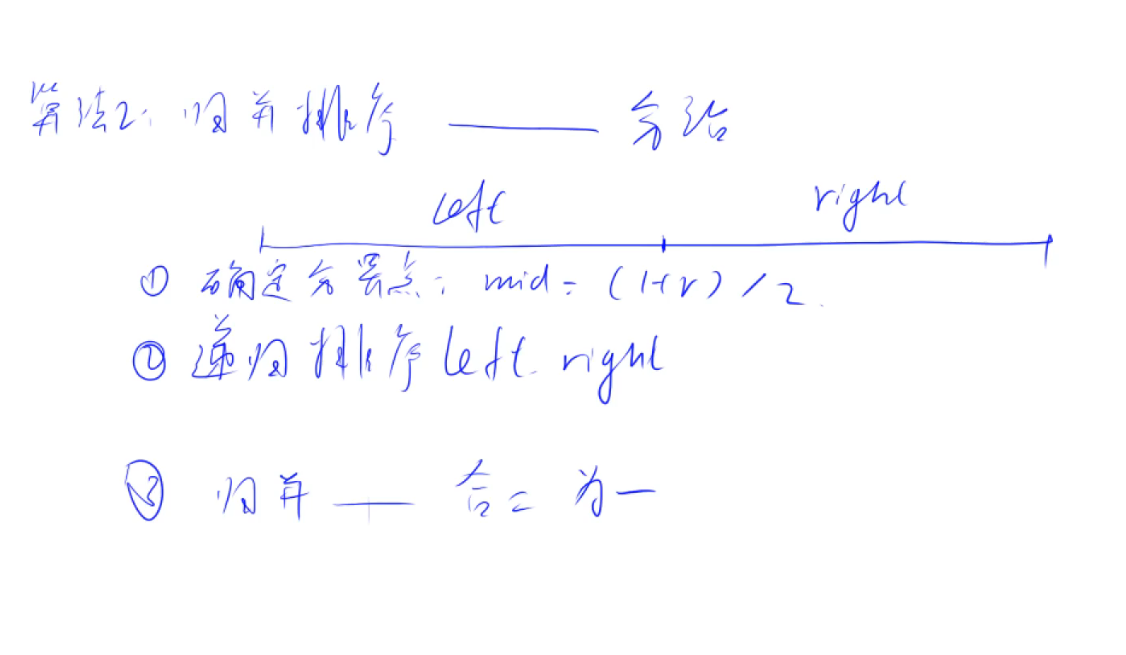 算法2: 归并排序 —— 分治
left right
① 确定分界点: mid = (l+r) / 2.
② 递归排序 left. right
③ 归并 —— 合二为一